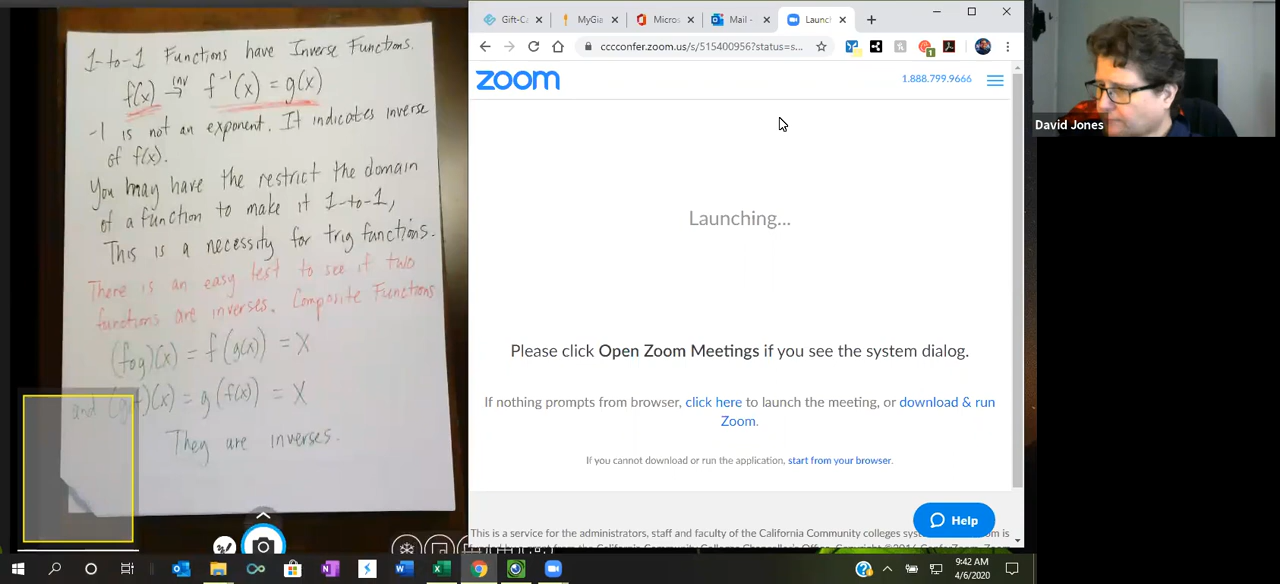 1-to-1 Functions have Inverse Functions.
f(x) inv→ f⁻¹(x) = g(x)
-1 is not an exponent. It indicates inverse
of f(x).
You may have the restrict the domain
of a function to make it 1-to-1,
This is a necessity for trig functions.
There is an easy test to see if two
functions are inverses. Composite Functions
(fog)(x) = f(g(x)) = X
and (gof)(x) = g(f(x)) = X
They are inverses.
Gift-C
MyGia
Micros
Mail -
Launc
cccconfer.zoom.us/s/515400956?status=s...
zoom
1.888.799.9666
Launching...
Please click Open Zoom Meetings if you see the system dialog.
If nothing prompts from browser, click here to launch the meeting, or download & run
Zoom.
If you cannot download or run the application, start from your browser.
Help
This is a service for the administrators, staff and faculty of the California Community colleges
David Jones
9:42 AM
4/6/2020